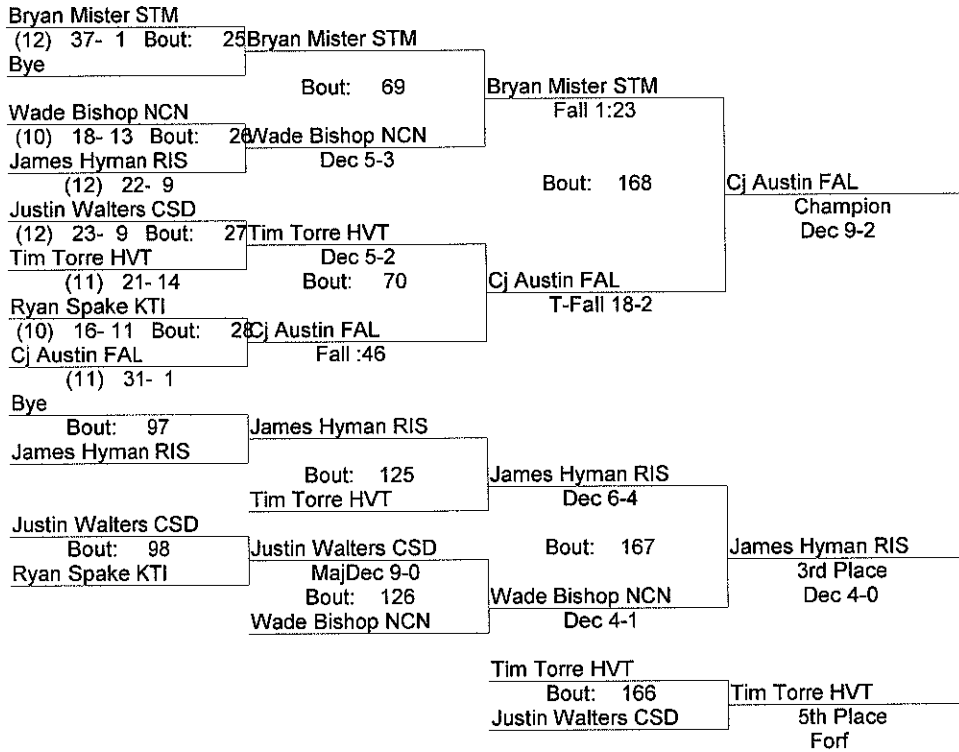 Bryan Mister STM
(12) 37- 1 Bout: 25
Bye
Bryan Mister STM
Bout: 69
Wade Bishop NCN
(10) 18- 13 Bout: 26
James Hyman RIS
(12) 22- 9
Wade Bishop NCN
Dec 5-3
Bryan Mister STM
Fall 1:23
Bout: 168
Justin Walters CSD
(12) 23- 9 Bout: 27
Tim Torre HVT
(11) 21- 14
Tim Torre HVT
Dec 5-2
Bout: 70
Ryan Spake KTI
(10) 16- 11 Bout: 28
Cj Austin FAL
(11) 31- 1
Cj Austin FAL
Fall :46
Cj Austin FAL
T-Fall 18-2
Cj Austin FAL
Champion
Dec 9-2
Bye
Bout: 97
James Hyman RIS
James Hyman RIS
Bout: 125
Tim Torre HVT
James Hyman RIS
Dec 6-4
Bout: 167
Justin Walters CSD
Bout: 98
Ryan Spake KTI
Justin Walters CSD
MajDec 9-0
Bout: 126
Wade Bishop NCN
Wade Bishop NCN
Dec 4-1
James Hyman RIS
3rd Place
Dec 4-0
Tim Torre HVT
Bout: 166
Justin Walters CSD
Tim Torre HVT
5th Place
Forf